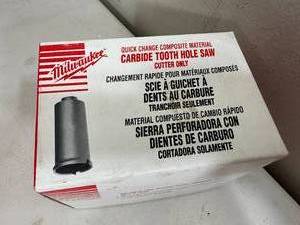 Milwaukee
QUICK CHANGE COMPOSITE MATERIAL
CARBIDE TOOTH HOLE SAW
CUTTER ONLY
CHANGEMENT RAPIDE POUR MATÉRIAUX COMPOSÉS
SCIE À GUICHET À
DENTS AU CARBURE
TRANCHOIR SEULEMENT
MATERIAL COMPUESTO DE CAMBIO RÁPIDO
SIERRA PERFORADORA CON
DIENTES DE CARBURO
CORTADORA SOLAMENTE